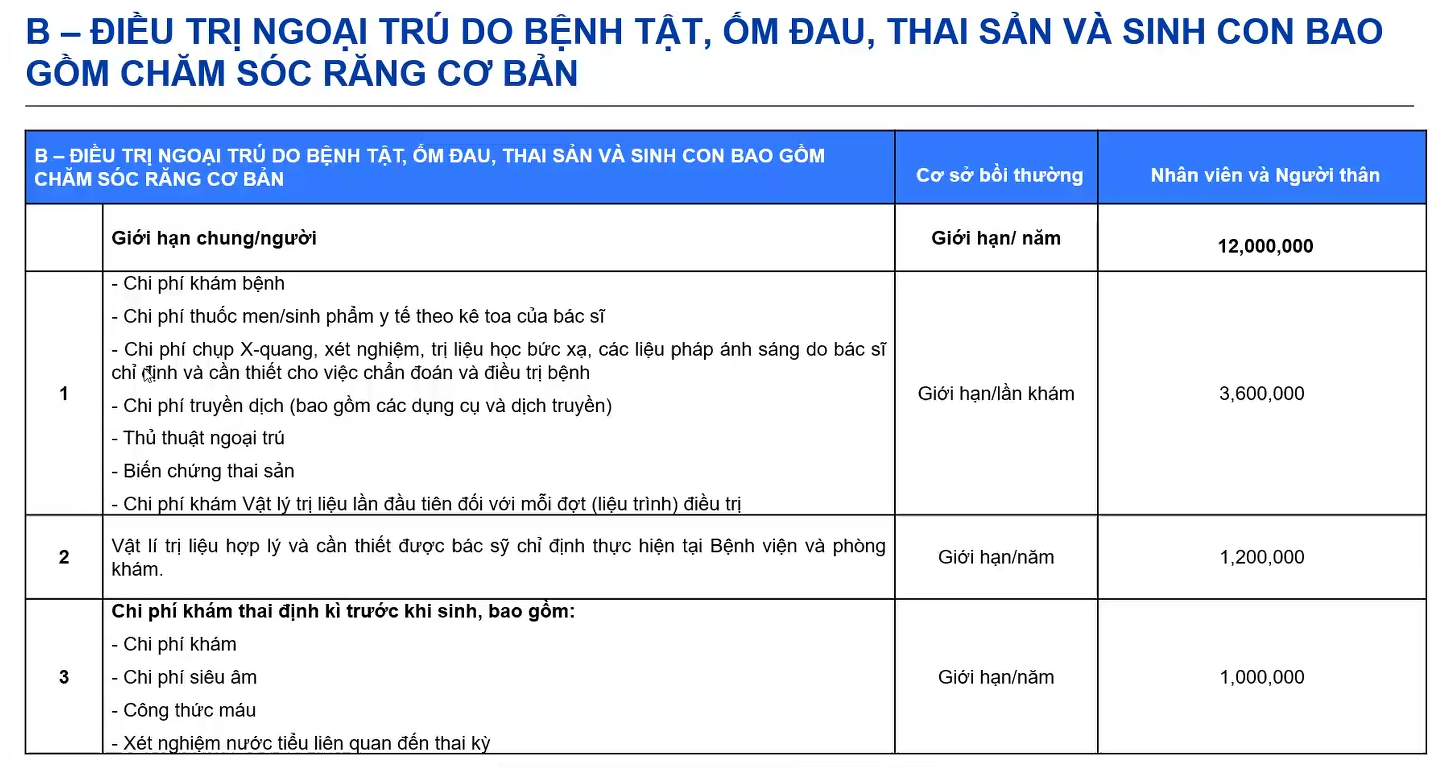 B – ĐIỀU TRỊ NGOẠI TRÚ DO BỆNH TẬT, ỐM ĐAU, THAI SẢN VÀ SINH CON BAO
GỒM CHĂM SÓC RĂNG CƠ BẢN
B – ĐIỀU TRỊ NGOẠI TRÚ DO BỆNH TẬT, ỐM ĐAU, THAI SẢN VÀ SINH CON BAO GỒM
CHĂM SÓC RĂNG CƠ BẢN
Cơ sở bồi thường
Nhân viên và Người thân
Giới hạn chung/người
Giới hạn/ năm
12,000,000
1
- Chi phí khám bệnh
- Chi phí thuốc men/sinh phẩm y tế theo kê toa của bác sĩ
- Chi phí chụp X-quang, xét nghiệm, trị liệu học bức xạ, các liệu pháp ánh sáng do bác sĩ
chỉ định và cần thiết cho việc chẩn đoán và điều trị bệnh
- Chi phí truyền dịch (bao gồm các dụng cụ và dịch truyền)
- Thủ thuật ngoại trú
- Biến chứng thai sản
- Chi phí khám Vật lý trị liệu lần đầu tiên đối với mỗi đợt (liệu trình) điều trị
Giới hạn/lần khám
3,600,000
2
Vật lí trị liệu hợp lý và cần thiết được bác sỹ chỉ định thực hiện tại Bệnh viện và phòng
khám.
Giới hạn/năm
1,200,000
3
Chi phí khám thai định kì trước khi sinh, bao gồm:
- Chi phí khám
- Chi phí siêu âm
- Công thức máu
- Xét nghiệm nước tiểu liên quan đến thai kỳ
Giới hạn/năm
1,000,000